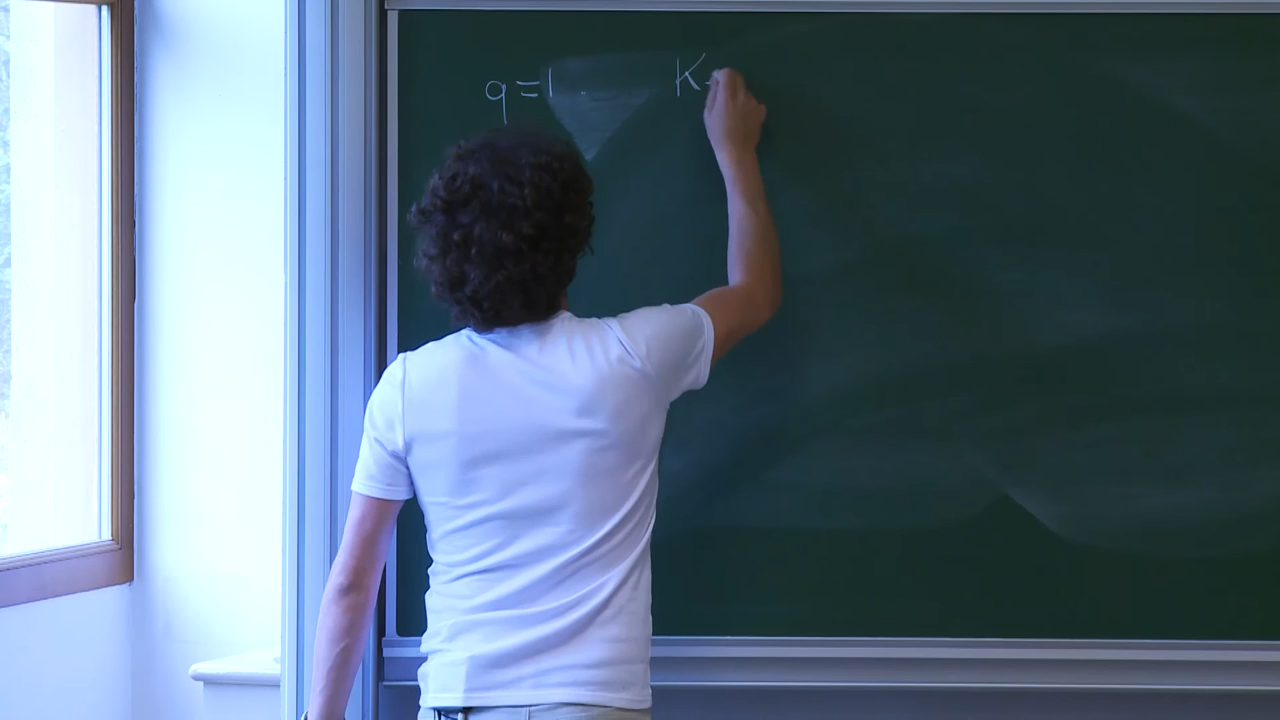 q=1 . K-